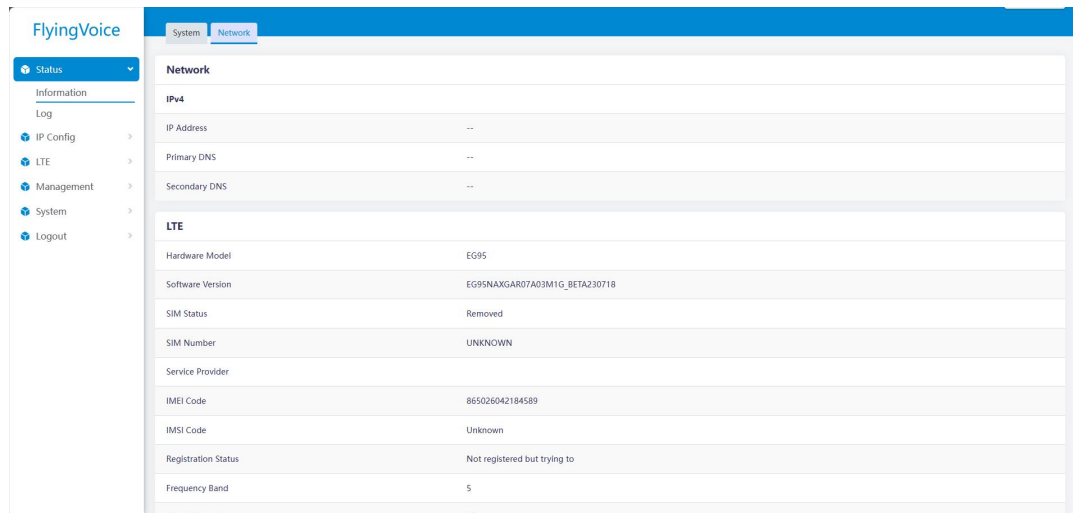 FlyingVoice
Status
Information
Log
IP Config
LTE
Management
System
Logout
System Network
Network
IPv4
IP Address --
Primary DNS --
Secondary DNS --
LTE
Hardware Model EG95
Software Version EG95NAXGAR07A03M1G_BETA230718
SIM Status Removed
SIM Number UNKNOWN
Service Provider
IMEI Code 865026042184589
IMSI Code Unknown
Registration Status Not registered but trying to
Frequency Band 5